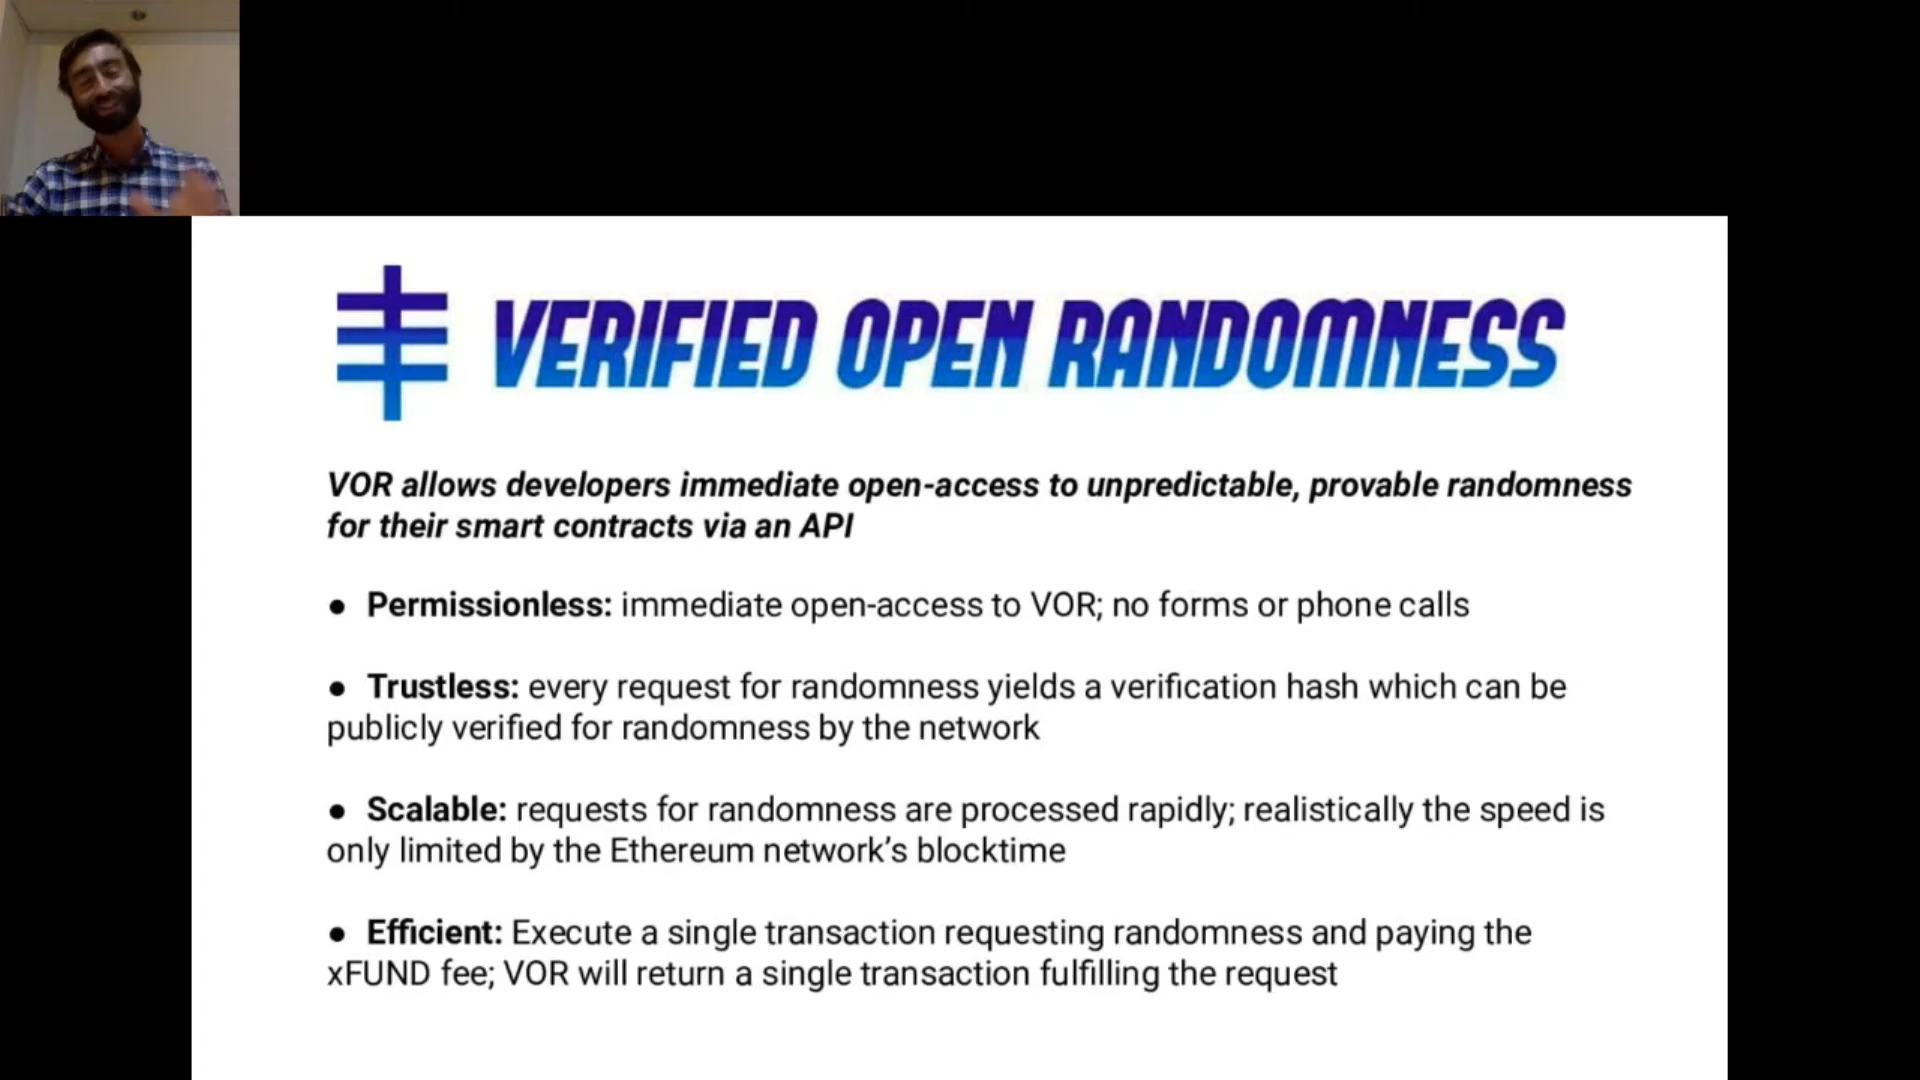 VERIFIED OPEN RANDOMNESS
VOR allows developers immediate open-access to unpredictable, provable randomness
for their smart contracts via an API
● Permissionless: immediate open-access to VOR; no forms or phone calls
● Trustless: every request for randomness yields a verification hash which can be
publicly verified for randomness by the network
● Scalable: requests for randomness are processed rapidly; realistically the speed is
only limited by the Ethereum network’s blocktime
● Efficient: Execute a single transaction requesting randomness and paying the
xFUND fee; VOR will return a single transaction fulfilling the request